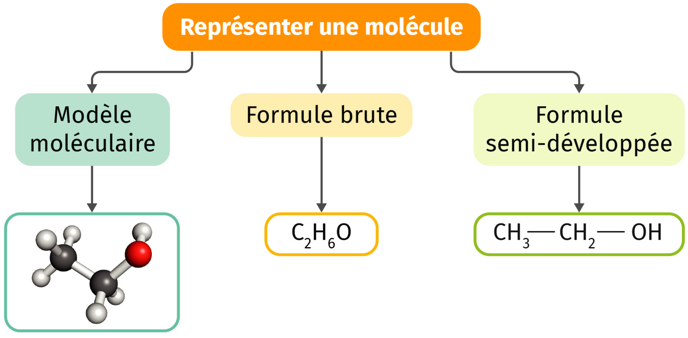 Représenter une molécule
Modèle
moléculaire
Formule brute
Formule
semi-développée
C₂H₆O
CH₃—CH₂—OH